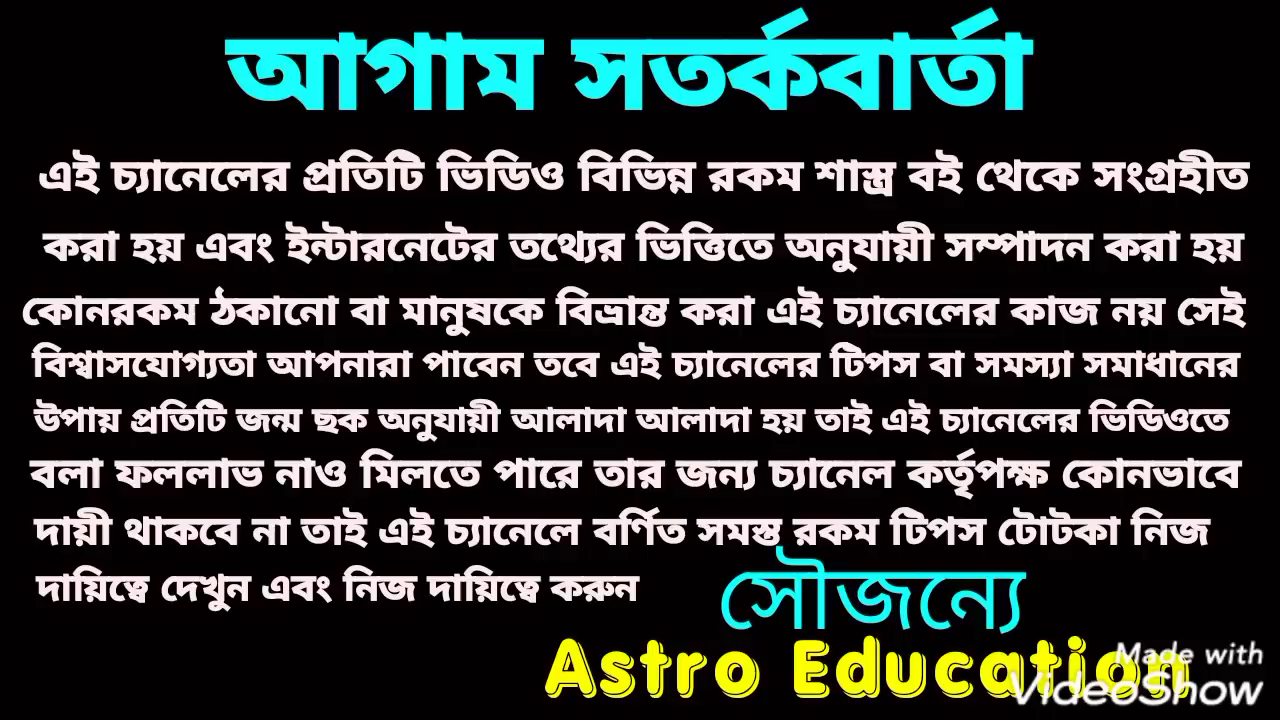 আগাম সতর্কবার্তা
এই চ্যানেলের প্রতিটি ভিডিও বিভিন্ন রকম শাস্ত্র বই থেকে সংগ্রহীত
করা হয় এবং ইন্টারনেটের তথ্যের ভিত্তিতে অনুযায়ী সম্পাদন করা হয়
কোনরকম ঠকানো বা মানুষকে বিভ্রান্ত করা এই চ্যানেলের কাজ নয় সেই
বিশ্বাসযোগ্যতা আপনারা পাবেন তবে এই চ্যানেলের টিপস বা সমস্যা সমাধানের
উপায় প্রতিটি জন্ম ছক অনুযায়ী আলাদা আলাদা হয় তাই এই চ্যানেলের ভিডিওতে
বলা ফললাভ নাও মিলতে পারে তার জন্য চ্যানেল কর্তৃপক্ষ কোনভাবে
দায়ী থাকবে না তাই এই চ্যানেলে বর্ণিত সমস্ত রকম টিপস টোটকা নিজ
দায়িত্বে দেখুন এবং নিজ দায়িত্বে করুন
সৌজন্যে
Astro Education
Made with
VideoShow